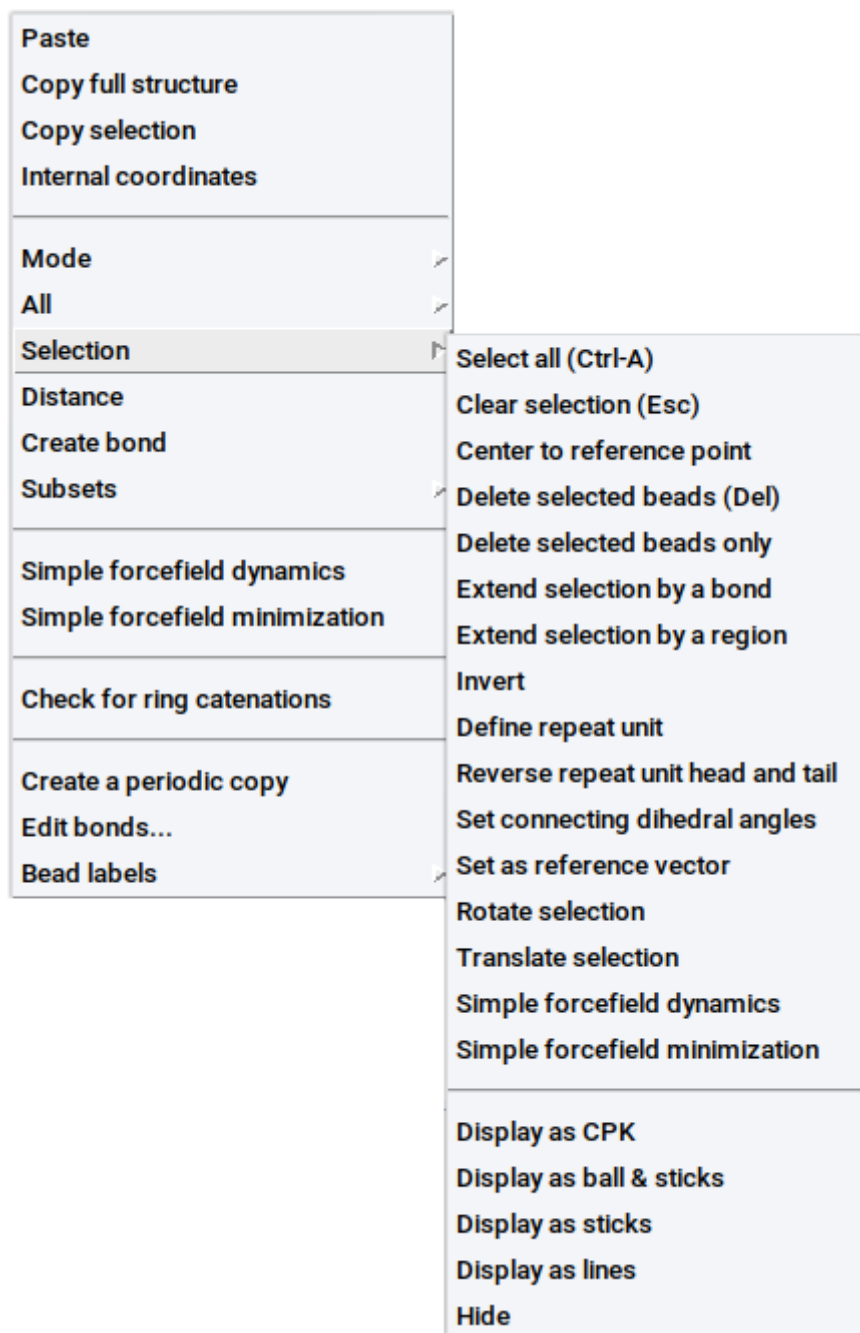 Paste
Copy full structure
Copy selection
Internal coordinates
Mode
All
Selection
Distance
Create bond
Subsets
Simple forcefield dynamics
Simple forcefield minimization
Check for ring catenations
Create a periodic copy
Edit bonds...
Bead labels
Select all (Ctrl-A)
Clear selection (Esc)
Center to reference point
Delete selected beads (Del)
Delete selected beads only
Extend selection by a bond
Extend selection by a region
Invert
Define repeat unit
Reverse repeat unit head and tail
Set connecting dihedral angles
Set as reference vector
Rotate selection
Translate selection
Simple forcefield dynamics
Simple forcefield minimization
Display as CPK
Display as ball & sticks
Display as sticks
Display as lines
Hide